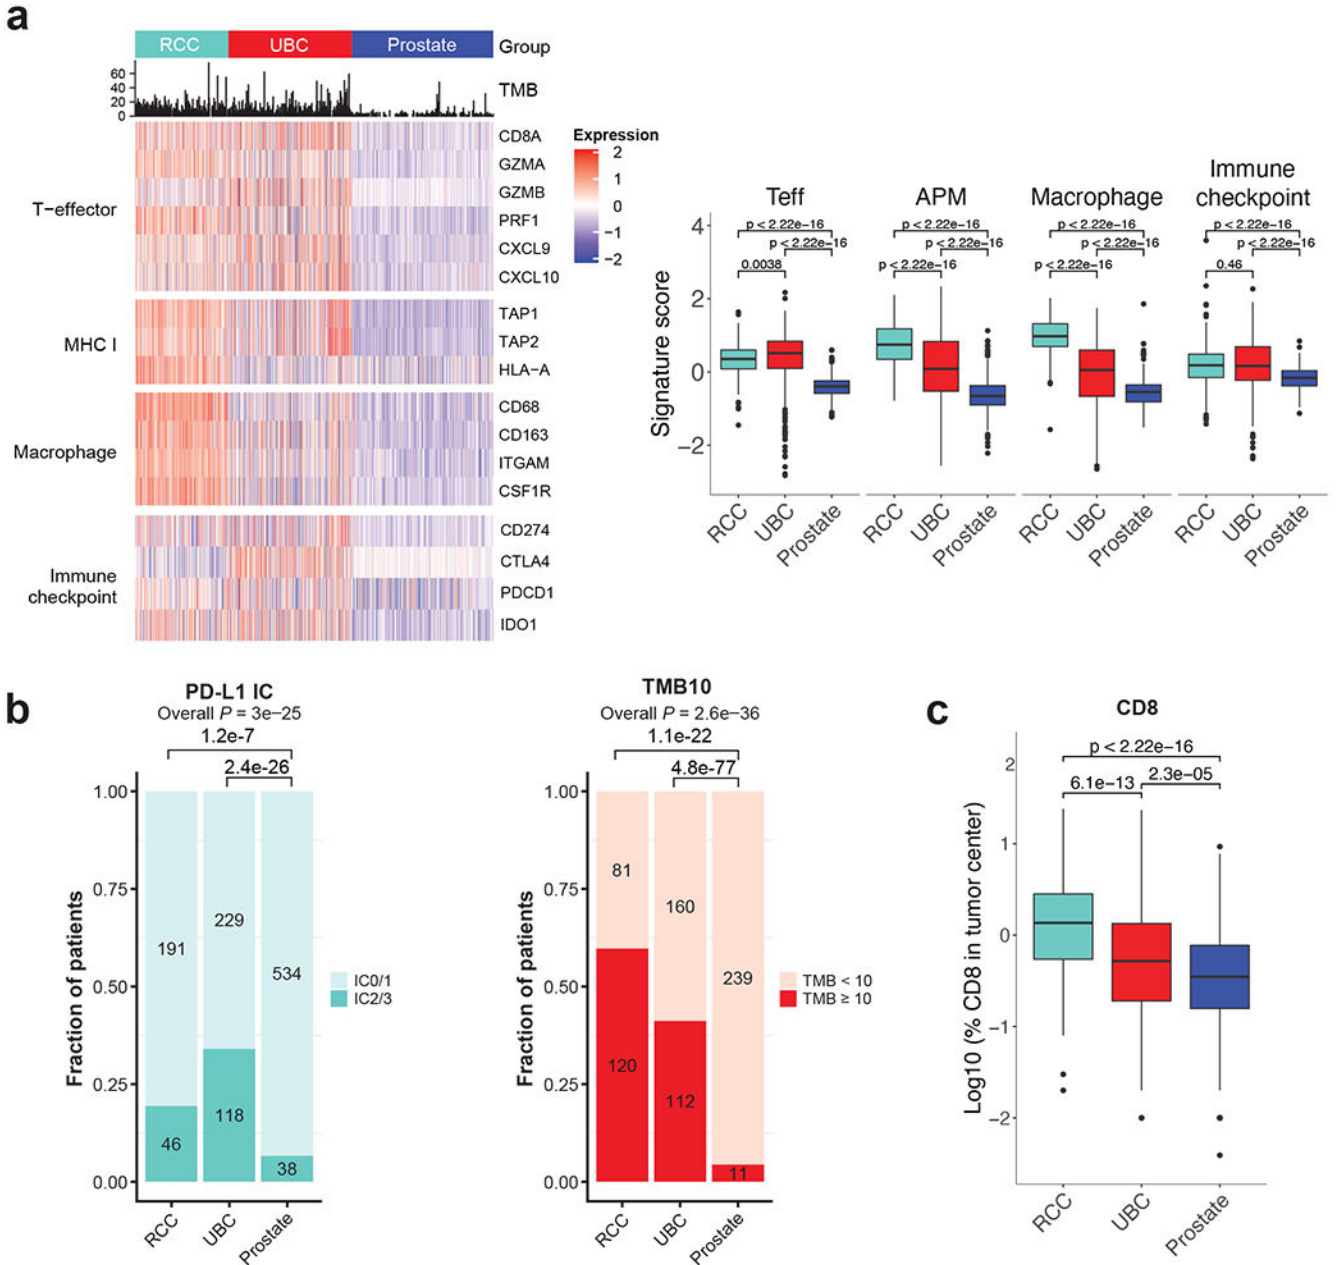 a
RCC UBC Prostate Group
60
40
20
0
TMB
T−effector
CD8A
GZMA
GZMB
PRF1
CXCL9
CXCL10
MHC I
TAP1
TAP2
HLA−A
Macrophage
CD68
CD163
ITGAM
CSF1R
Immune
checkpoint
CD274
CTLA4
PDCD1
IDO1
Expression
2
1
0
−1
−2
Signature score
4
2
0
−2
Teff
p < 2.22e−16
p < 2.22e−16
0.0038
RCC
UBC
Prostate
APM
p < 2.22e−16
p < 2.22e−16
p < 2.22e−16
RCC
UBC
Prostate
Macrophage
p < 2.22e−16
p < 2.22e−16
p < 2.22e−16
RCC
UBC
Prostate
Immune
checkpoint
p < 2.22e−16
p < 2.22e−16
0.46
RCC
UBC
Prostate
b
PD-L1 IC
Overall P = 3e−25
1.2e-7
2.4e-26
Fraction of patients
1.00
0.75
0.50
0.25
0.00
191
229
534
46
118
38
RCC
UBC
Prostate
IC0/1
IC2/3
TMB10
Overall P = 2.6e−36
1.1e-22
4.8e-77
Fraction of patients
1.00
0.75
0.50
0.25
0.00
81
160
239
120
112
11
RCC
UBC
Prostate
TMB < 10
TMB ≥ 10
c
CD8
p < 2.22e−16
6.1e−13
2.3e−05
Log10 (% CD8 in tumor center)
2
1
0
−1
−2
RCC
UBC
Prostate